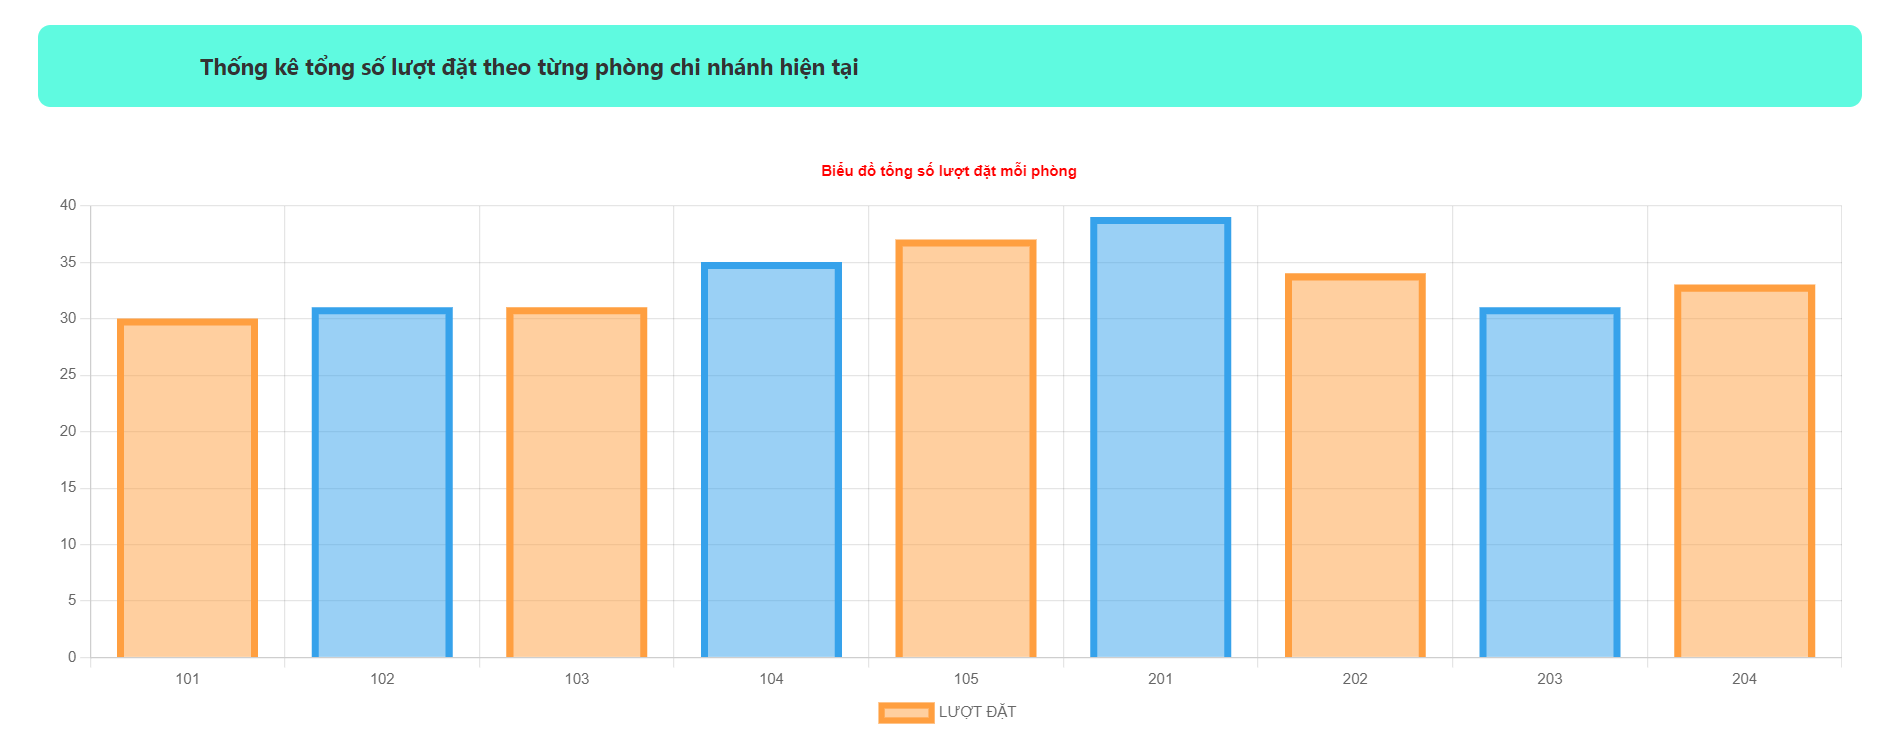 Thống kê tổng số lượt đặt theo từng phòng chi nhánh hiện tại
Biểu đồ tổng số lượt đặt mỗi phòng
40
35
30
25
20
15
10
5
0
101 102 103 104 105 201 202 203 204
LƯỢT ĐẶT